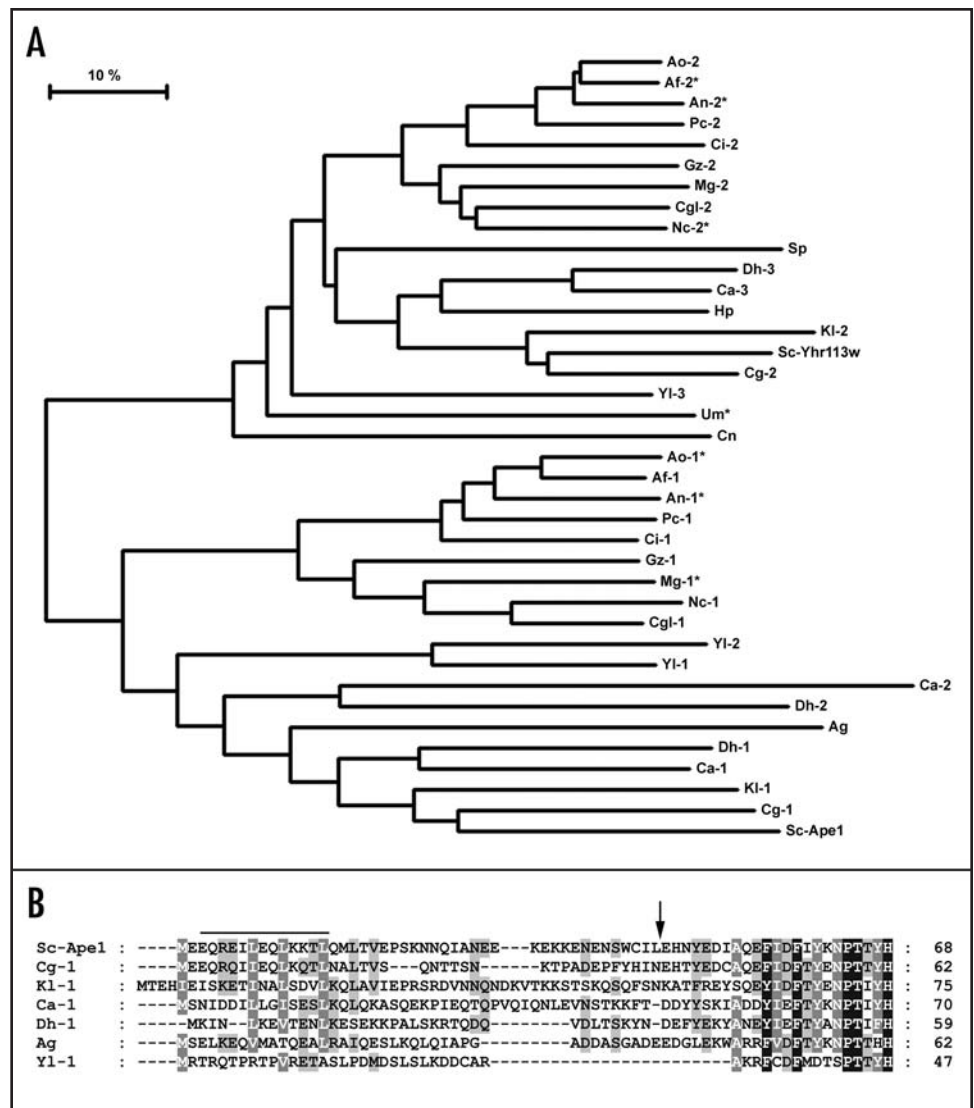 A
10 %
Ao-2
Af-2*
An-2*
Pc-2
Ci-2
Gz-2
Mg-2
Cgl-2
Nc-2*
Sp
Dh-3
Ca-3
Hp
Kl-2
Sc-Yhr113w
Cg-2
Yl-3
Um*
Cn
Ao-1*
Af-1
An-1*
Pc-1
Ci-1
Gz-1
Mg-1*
Nc-1
Cgl-1
Yl-2
Yl-1
Ca-2
Dh-2
Ag
Dh-1
Ca-1
Kl-1
Cg-1
Sc-Ape1
B
Sc-Ape1 : ----MEEQREILEQLKKTLQMLTVEPSKNNQIANEE---KEKKENENSWCILEHNYEDIAQEFIDFIYKNPTTYH : 68
Cg-1 : ----MEEQRQILEQLKQTLNALTVS---QNTTSN------KTPADEPFYHINEHTYEDCAQEFIDFTYENPTTYH : 62
Kl-1 : MTEHLEISKETLNALSDVLKQLAVIEPRSRDVNNQNDKVTKKSTSKQSQFSNKATFREYSQEYIDFTYKNPTTYH : 75
Ca-1 : ----MSNIDDILLGISESLKQLQKASQEKPIEQTQPVQIQNLEVNSTKKFT-DDYYSKIADDYIEFTYKNPTIYH : 70
Dh-1 : ----MKIN--LKEVTENLKESEKKPALSKRTQDQ---------VDLTSKYN-DEFYEKYANEYIDFTYANPTIFH : 59
Ag : ----MSELKEQVMATQEALRAIQESLKQLQIAPG---------ADDASGADEEDGLEKWARRFVDFTYKNPTTHH : 62
Yl-1 : ----MRTRQTPRTPVRETASLPDMDSLSLKDDCAR------------------------AKRFCDFMDTSPTTYH : 47